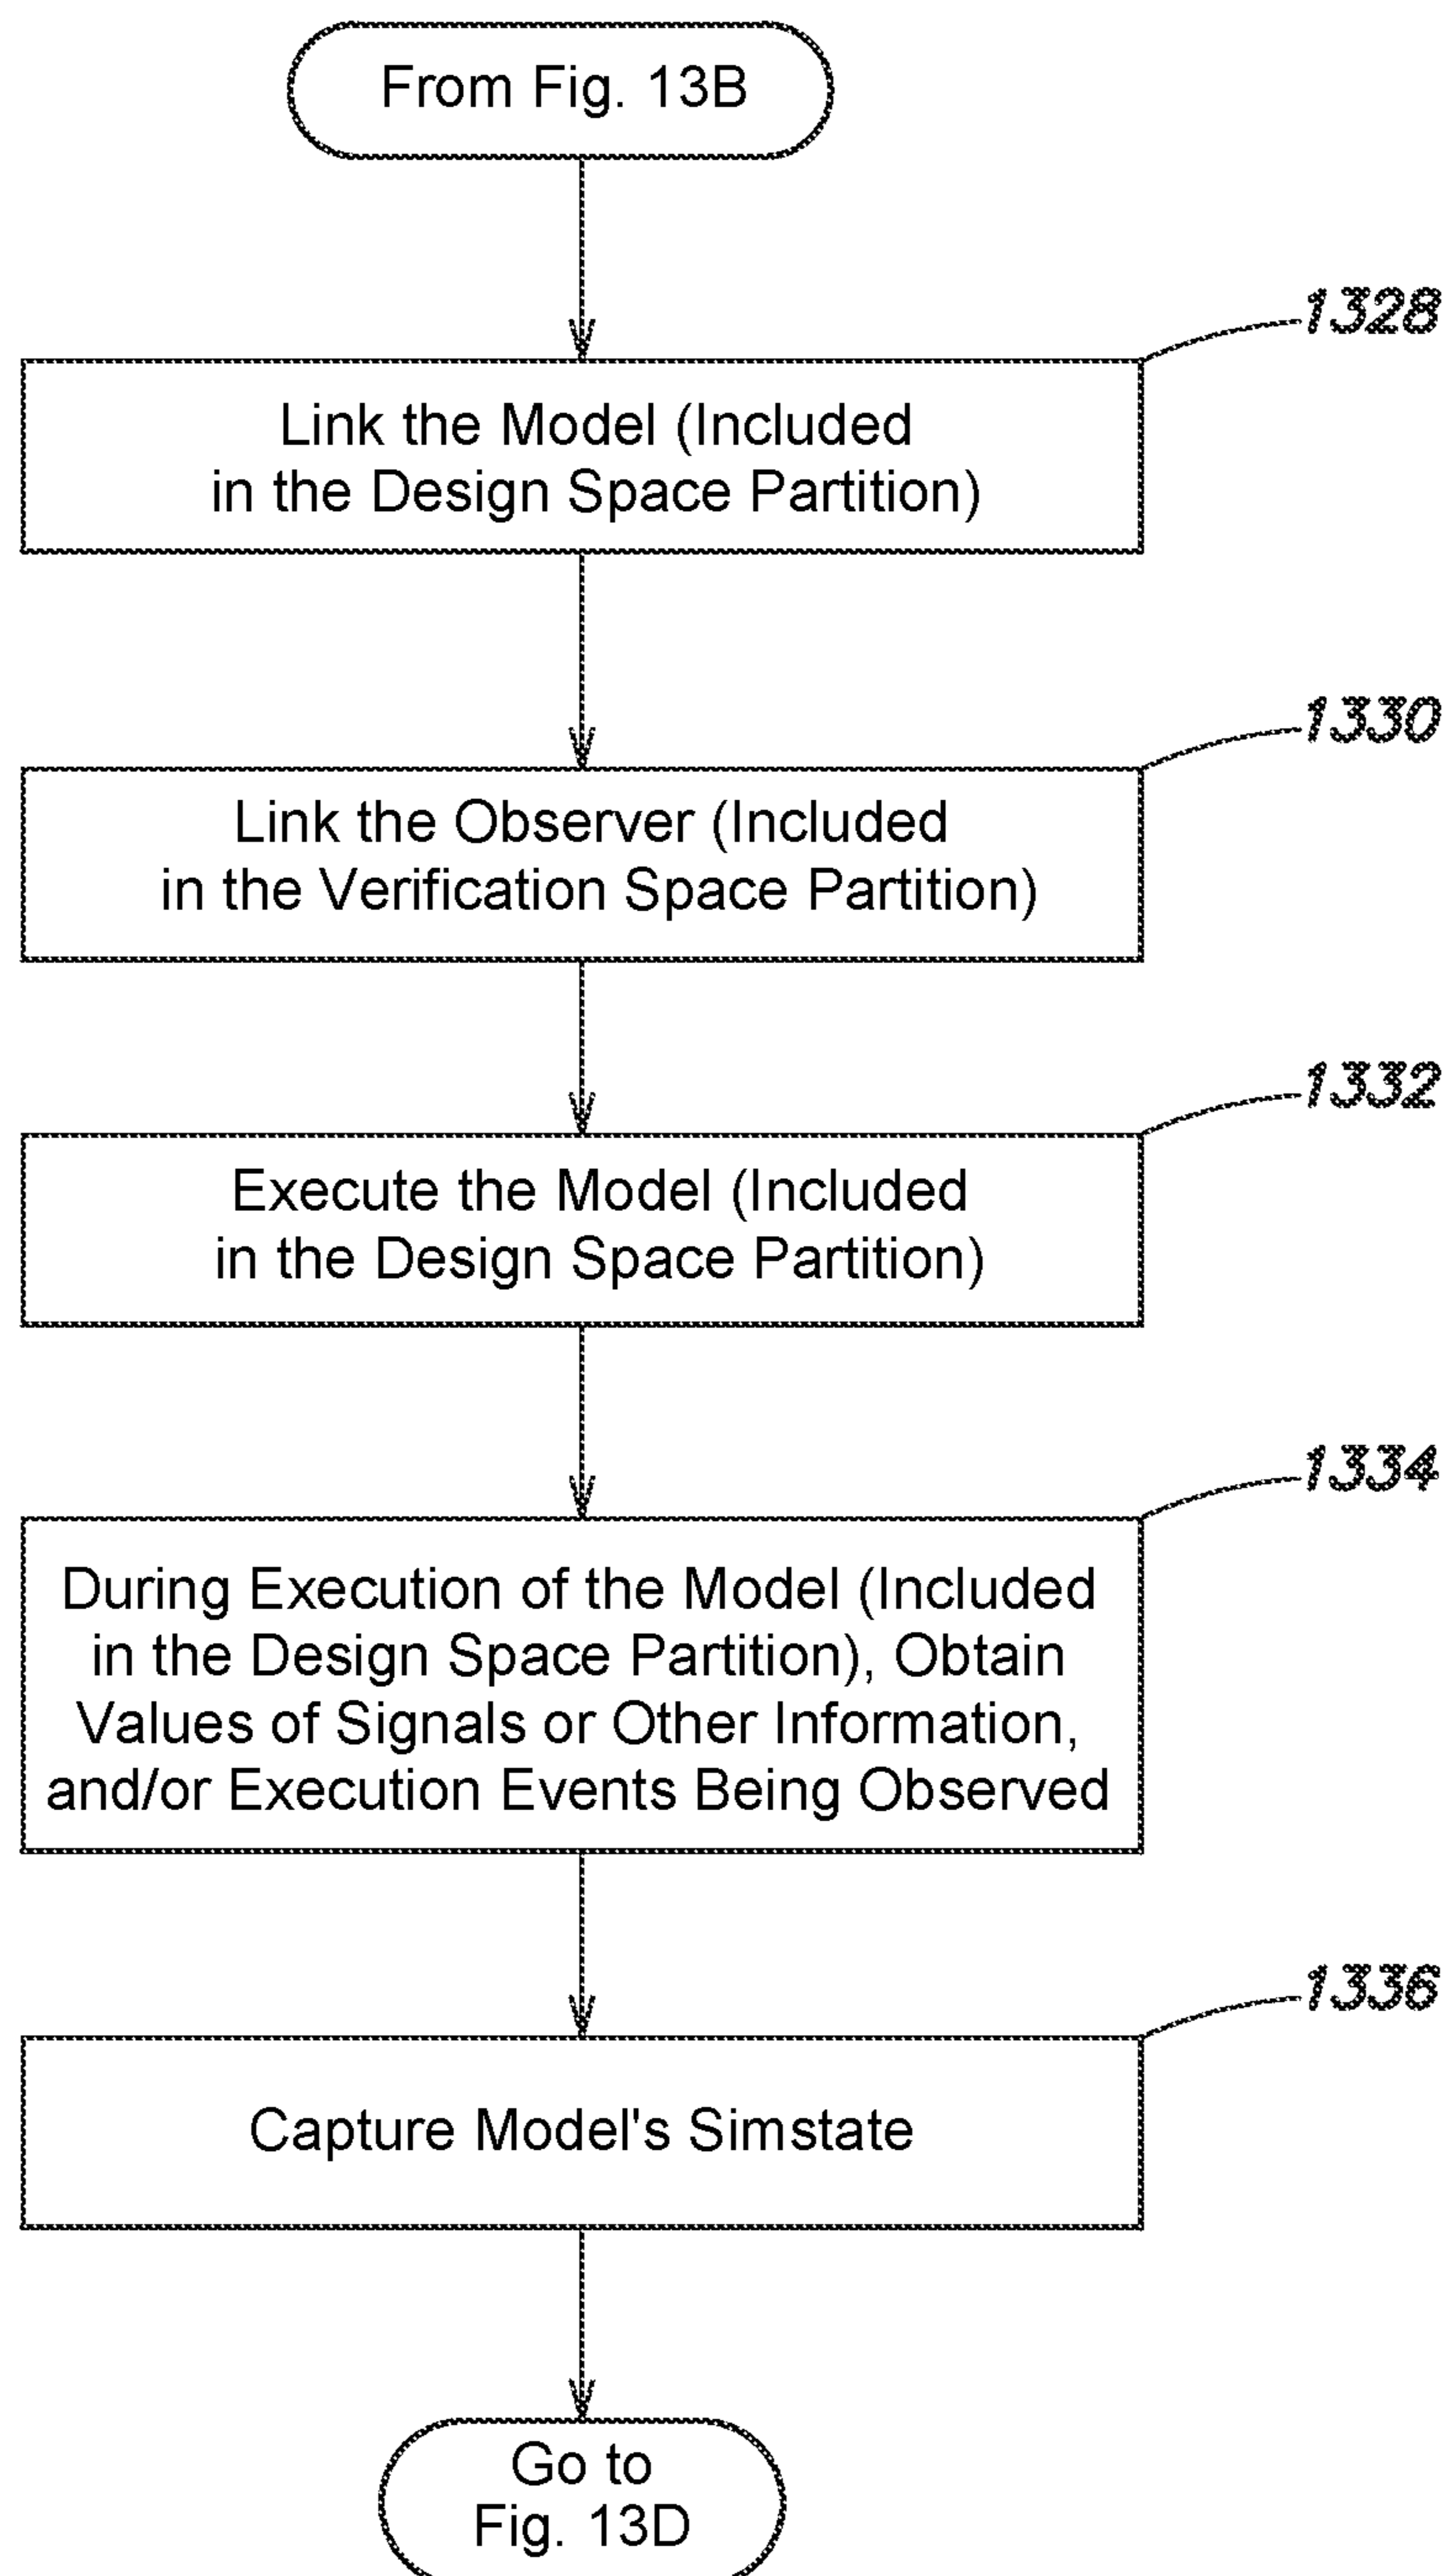 From Fig. 13B
1328
Link the Model (Included
in the Design Space Partition)
1330
Link the Observer (Included
in the Verification Space Partition)
1332
Execute the Model (Included
in the Design Space Partition)
1334
During Execution of the Model (Included
in the Design Space Partition), Obtain
Values of Signals or Other Information,
and/or Execution Events Being Observed
1336
Capture Model's Simstate
Go to
Fig. 13D